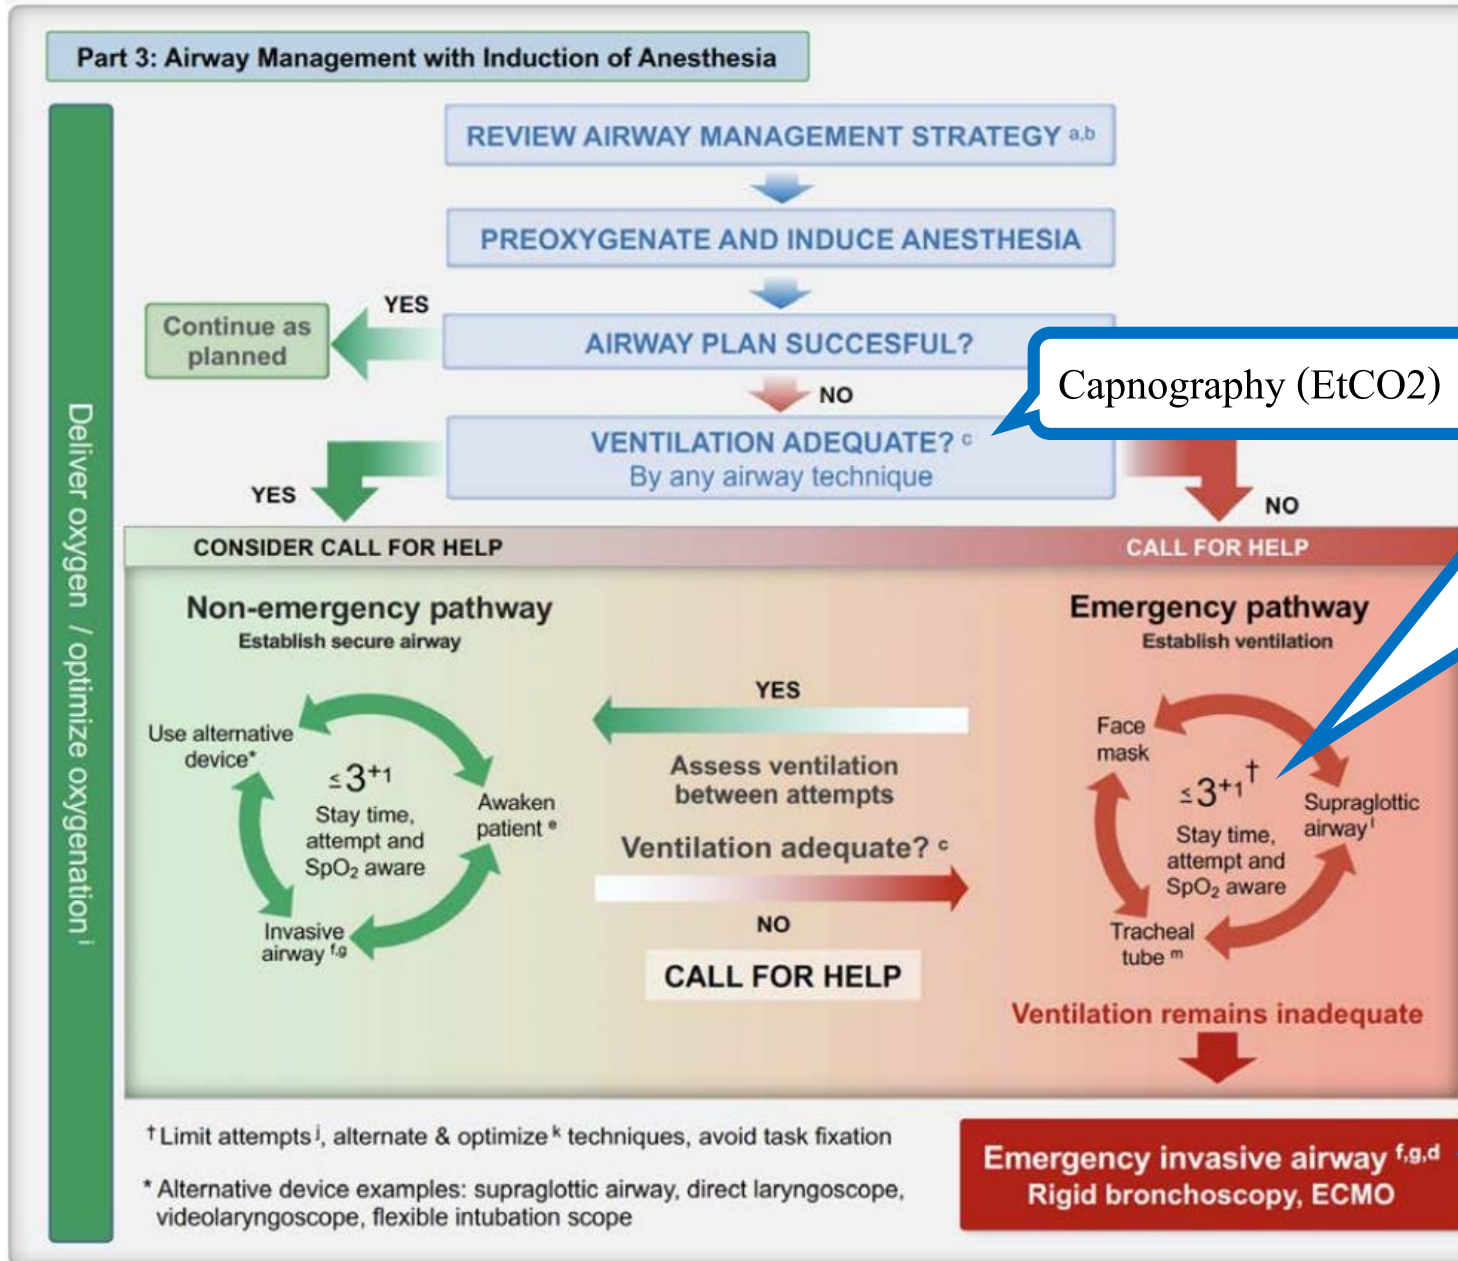 Part 3: Airway Management with Induction of Anesthesia
REVIEW AIRWAY MANAGEMENT STRATEGY a,b
PREOXYGENATE AND INDUCE ANESTHESIA
YES
Continue as
planned
AIRWAY PLAN SUCCESFUL?
NO
Capnography (EtCO2)
VENTILATION ADEQUATE? c
By any airway technique
YES
NO
Deliver oxygen / optimize oxygenation i
CONSIDER CALL FOR HELP
CALL FOR HELP
Non-emergency pathway
Establish secure airway
Use alternative
device*
≤3+1
Stay time,
attempt and
SpO2 aware
Awaken
patient e
Invasive
airway f,g
YES
Assess ventilation
between attempts
Ventilation adequate? c
NO
CALL FOR HELP
Emergency pathway
Establish ventilation
Face
mask
≤3+1†
Stay time,
attempt and
SpO2 aware
Supraglottic
airway l
Tracheal
tube m
Ventilation remains inadequate
† Limit attempts j, alternate & optimize k techniques, avoid task fixation
* Alternative device examples: supraglottic airway, direct laryngoscope,
videolaryngoscope, flexible intubation scope
Emergency invasive airway f,g,d
Rigid bronchoscopy, ECMO